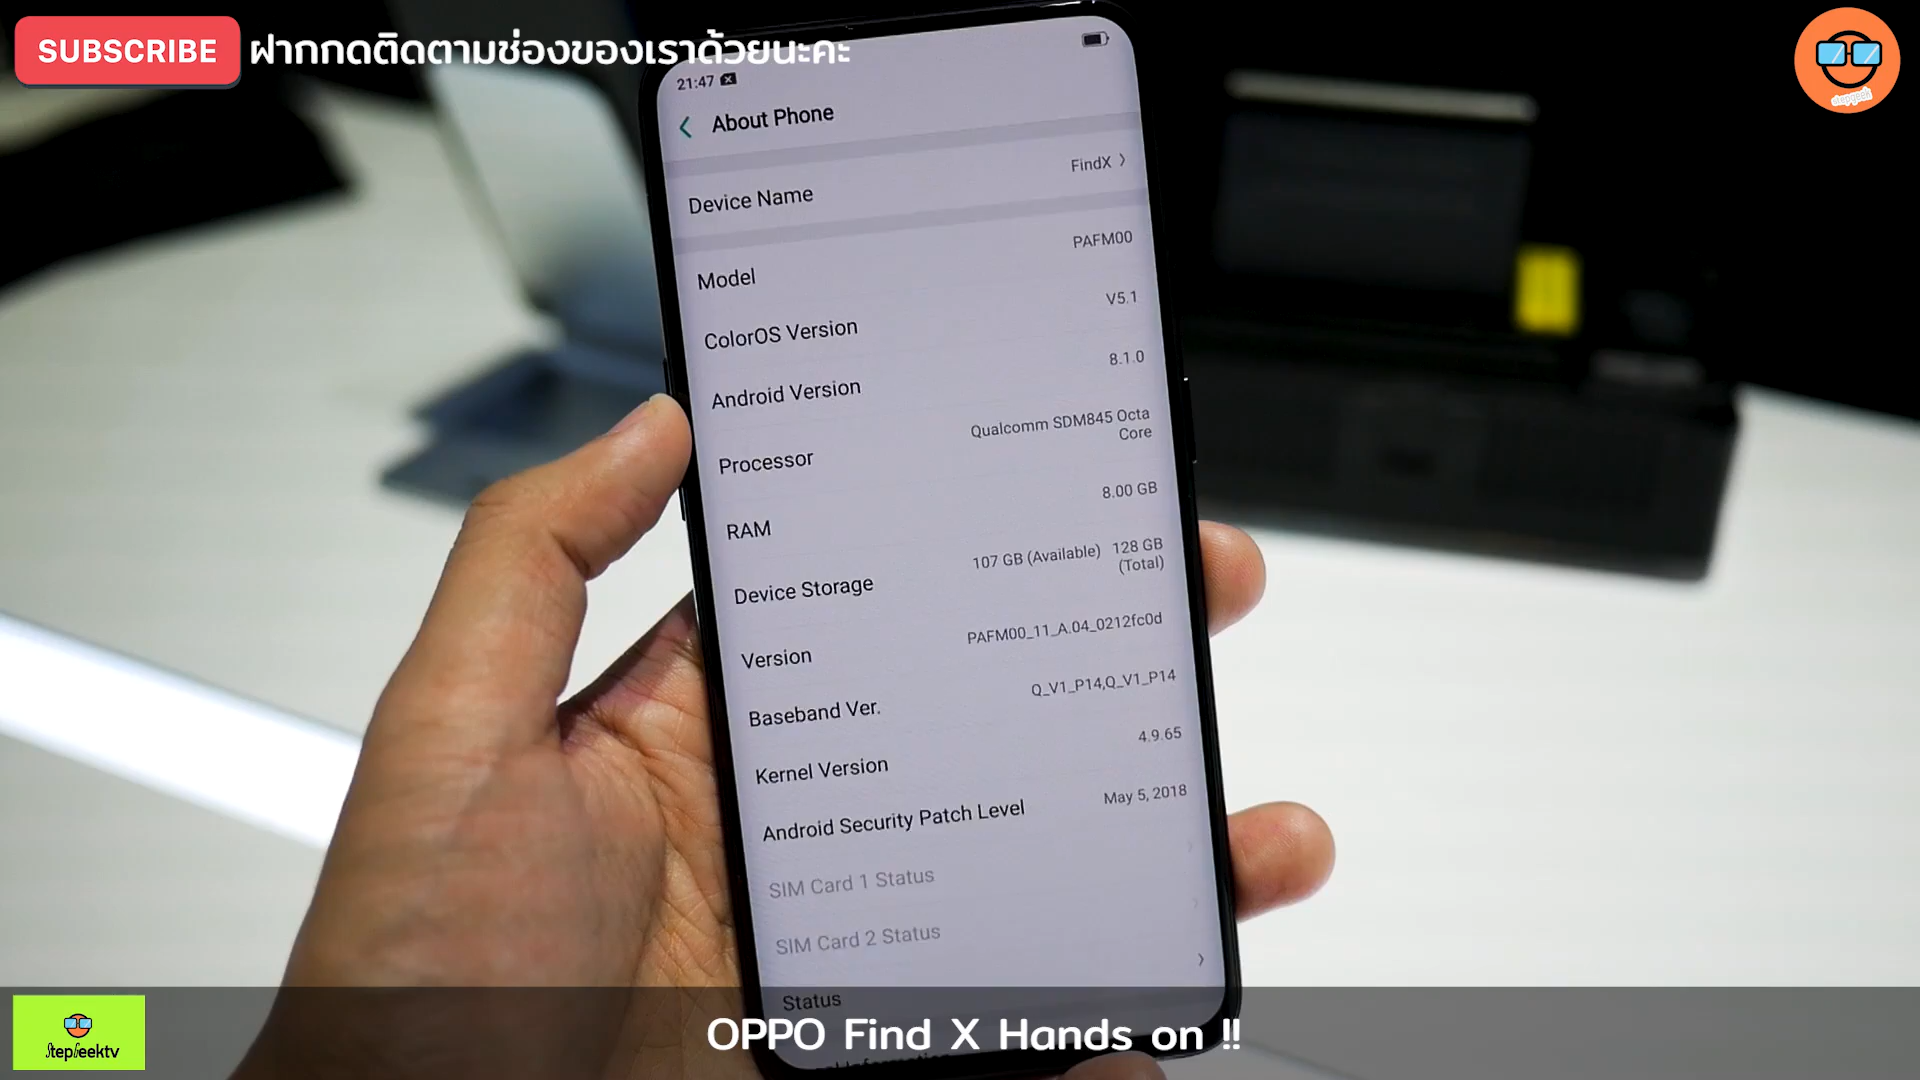 SUBSCRIBE ฝากกดติดตามช่องของเราด้วยนะคะ
stepgeek
21:47
About Phone
Device Name FindX
Model PAFM00
ColorOS Version V5.1
Android Version 8.1.0
Processor Qualcomm SDM845 Octa
Core
RAM 8.00 GB
Device Storage 107 GB (Available) 128 GB
(Total)
Version PAFM00_11_A.04_0212fc0d
Baseband Ver. Q_V1_P14,Q_V1_P14
Kernel Version 4.9.65
Android Security Patch Level May 5, 2018
SIM Card 1 Status
SIM Card 2 Status
Status
StepGeektv
OPPO Find X Hands on !!